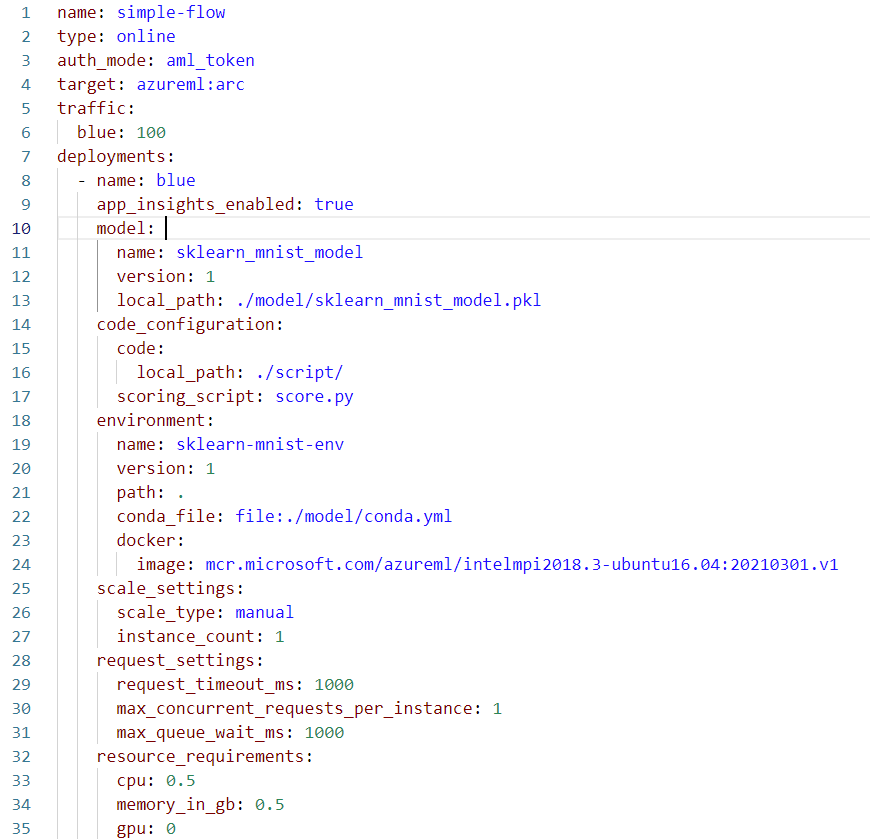 1 name: simple-flow
2 type: online
3 auth_mode: aml_token
4 target: azureml:arc
5 traffic:
6   blue: 100
7 deployments:
8   - name: blue
9     app_insights_enabled: true
10     model:
11       name: sklearn_mnist_model
12       version: 1
13       local_path: ./model/sklearn_mnist_model.pkl
14     code_configuration:
15       code:
16         local_path: ./script/
17       scoring_script: score.py
18     environment:
19       name: sklearn-mnist-env
20       version: 1
21       path: .
22       conda_file: file:./model/conda.yml
23       docker:
24         image: mcr.microsoft.com/azureml/intelmpi2018.3-ubuntu16.04:20210301.v1
25     scale_settings:
26       scale_type: manual
27       instance_count: 1
28     request_settings:
29       request_timeout_ms: 1000
30       max_concurrent_requests_per_instance: 1
31       max_queue_wait_ms: 1000
32     resource_requirements:
33       cpu: 0.5
34       memory_in_gb: 0.5
35       gpu: 0